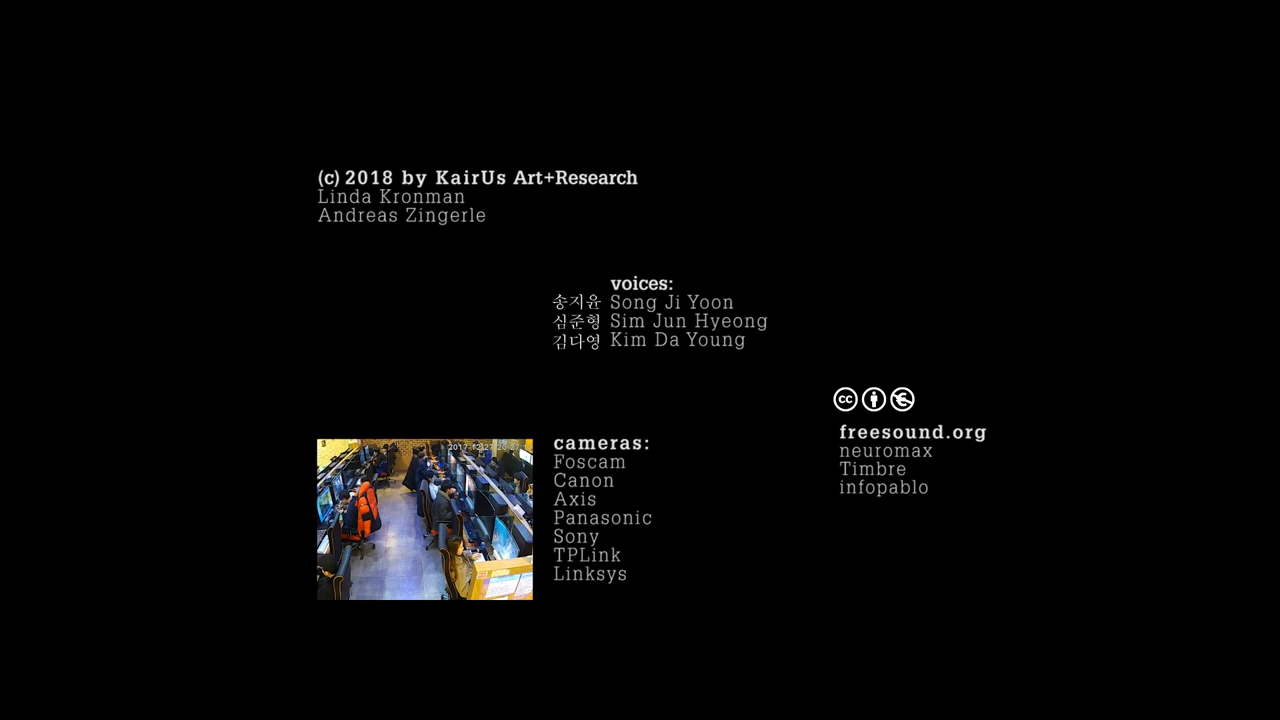 (c) 2018 by KairUs Art+Research
Linda Kronman
Andreas Zingerle
voices:
송지윤 Song Ji Yoon
심준형 Sim Jun Hyeong
김다영 Kim Da Young
cc
freesound.org
neuromax
Timbre
infopablo
cameras:
Foscam
Canon
Axis
Panasonic
Sony
TPLink
Linksys